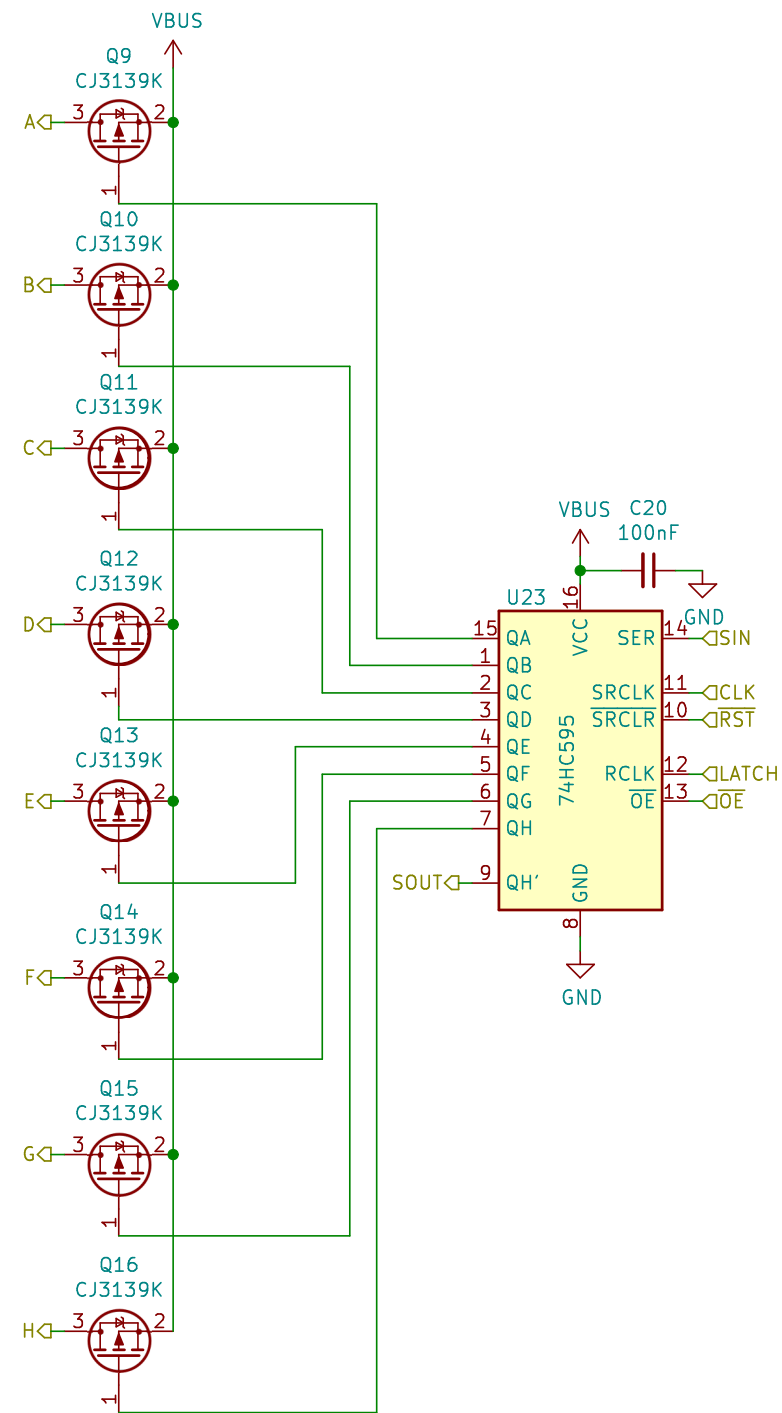 VBUS
Q9
CJ3139K
A
3
2
1
Q10
CJ3139K
B
3
2
1
Q11
CJ3139K
C
3
2
1
Q12
CJ3139K
D
3
2
1
Q13
CJ3139K
E
3
2
1
Q14
CJ3139K
F
3
2
1
Q15
CJ3139K
G
3
2
1
Q16
CJ3139K
H
3
2
1
VBUS
C20
100nF
GND
U23
16
VCC
74HC595
15 QA
1 QB
2 QC
3 QD
4 QE
5 QF
6 QG
7 QH
SOUT 9 QH'
SER 14 SIN
SRCLK 11 CLK
SRCLR 10 RST
RCLK 12 LATCH
OE 13 OE
GND
8
GND